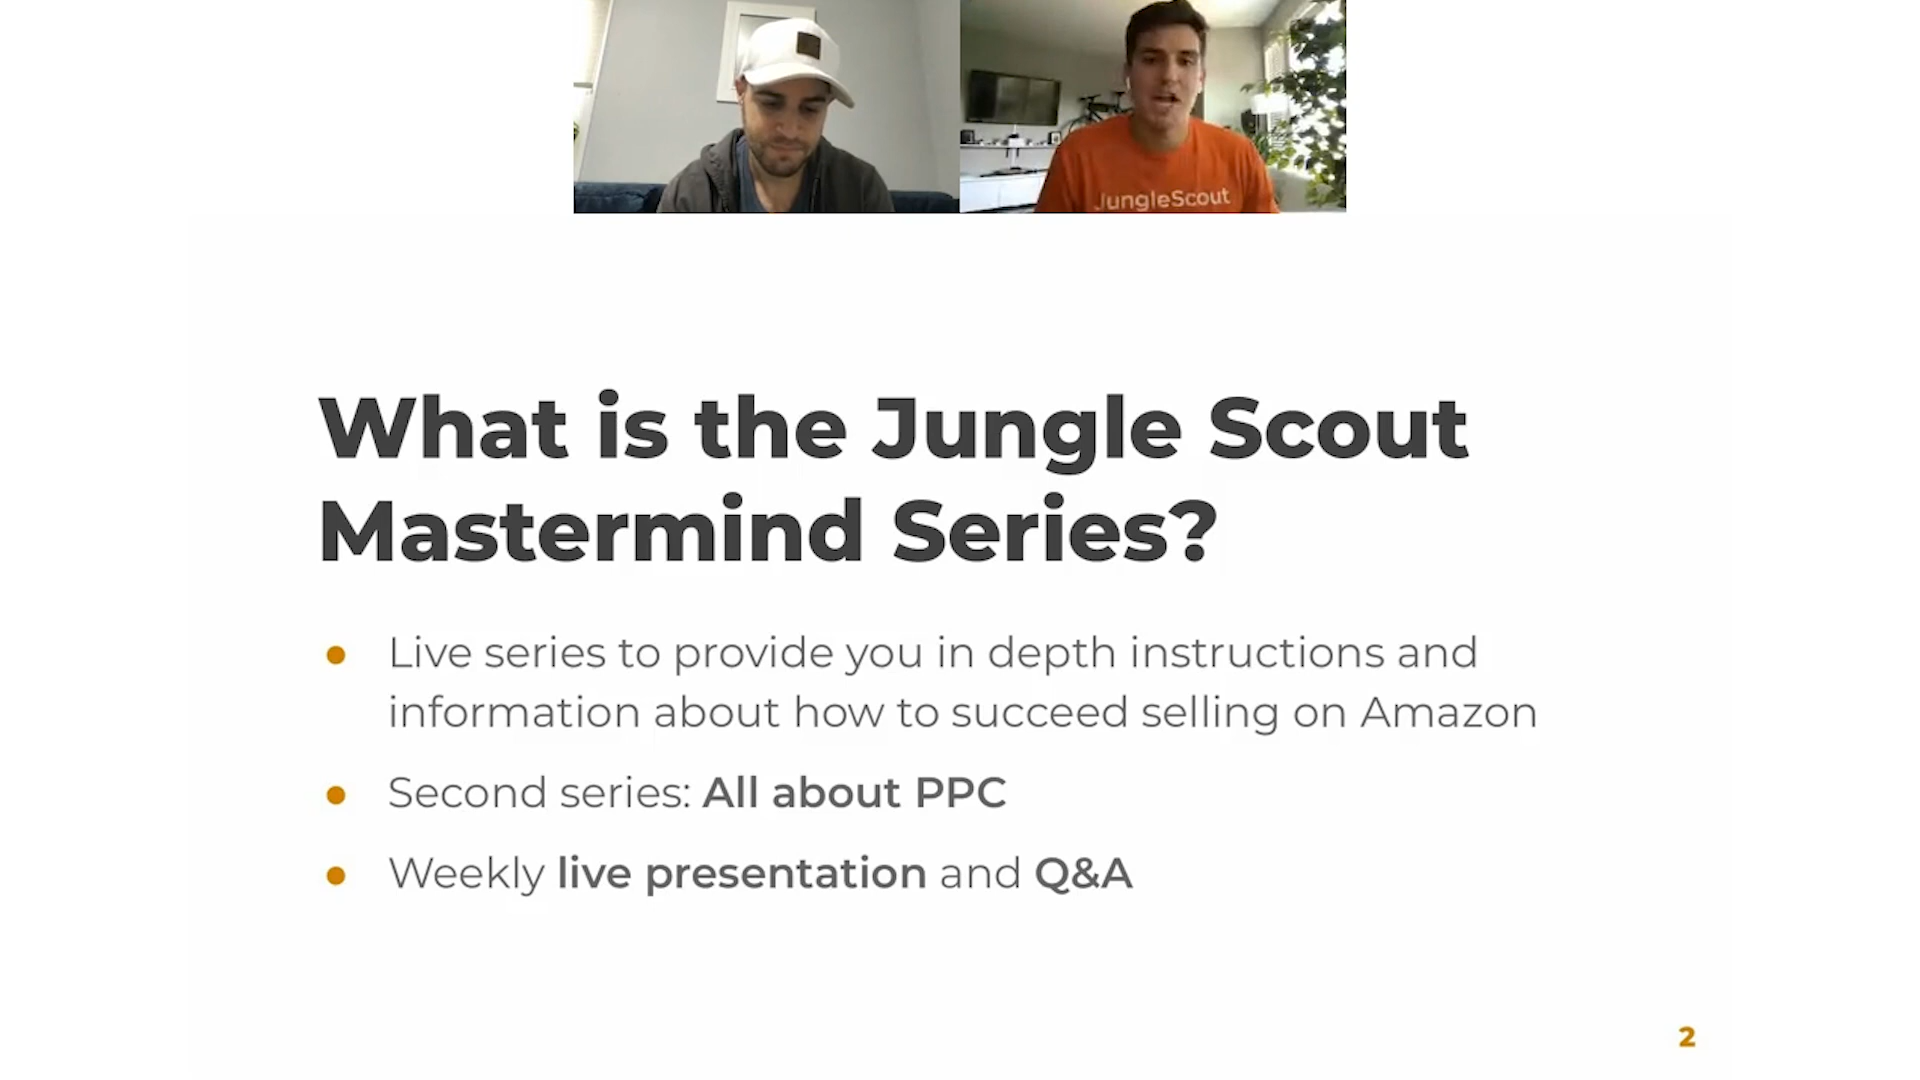 JungleScout
What is the Jungle Scout
Mastermind Series?
● Live series to provide you in depth instructions and
information about how to succeed selling on Amazon
● Second series: All about PPC
● Weekly live presentation and Q&A
2